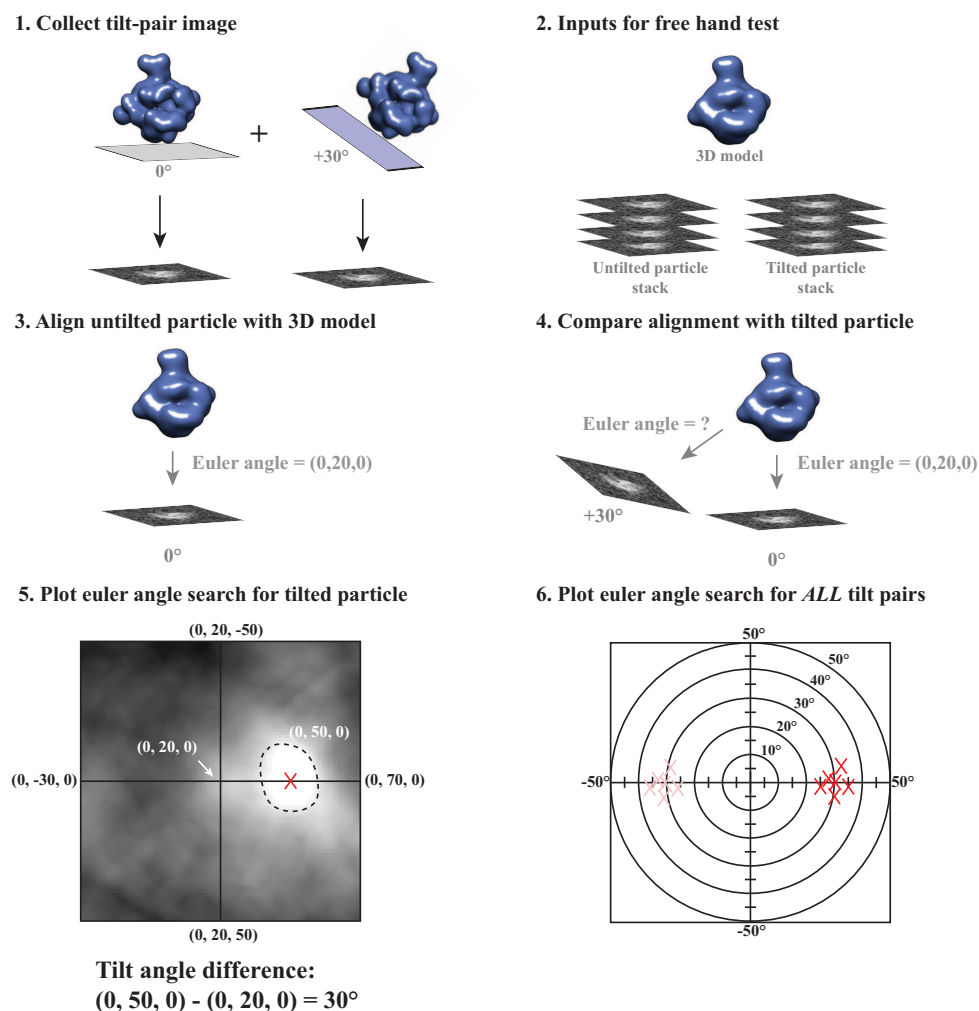 1. Collect tilt-pair image
+
0°
+30°
2. Inputs for free hand test
3D model
Untilted particle
stack
Tilted particle
stack
3. Align untilted particle with 3D model
Euler angle = (0,20,0)
0°
4. Compare alignment with tilted particle
Euler angle = ?
Euler angle = (0,20,0)
+30°
0°
5. Plot euler angle search for tilted particle
(0, 20, -50)
(0, 50, 0)
(0, 20, 0)
(0, -30, 0)
(0, 70, 0)
(0, 20, 50)
Tilt angle difference:
(0, 50, 0) - (0, 20, 0) = 30°
6. Plot euler angle search for ALL tilt pairs
50°
50°
40°
30°
20°
10°
-50°
50°
-50°